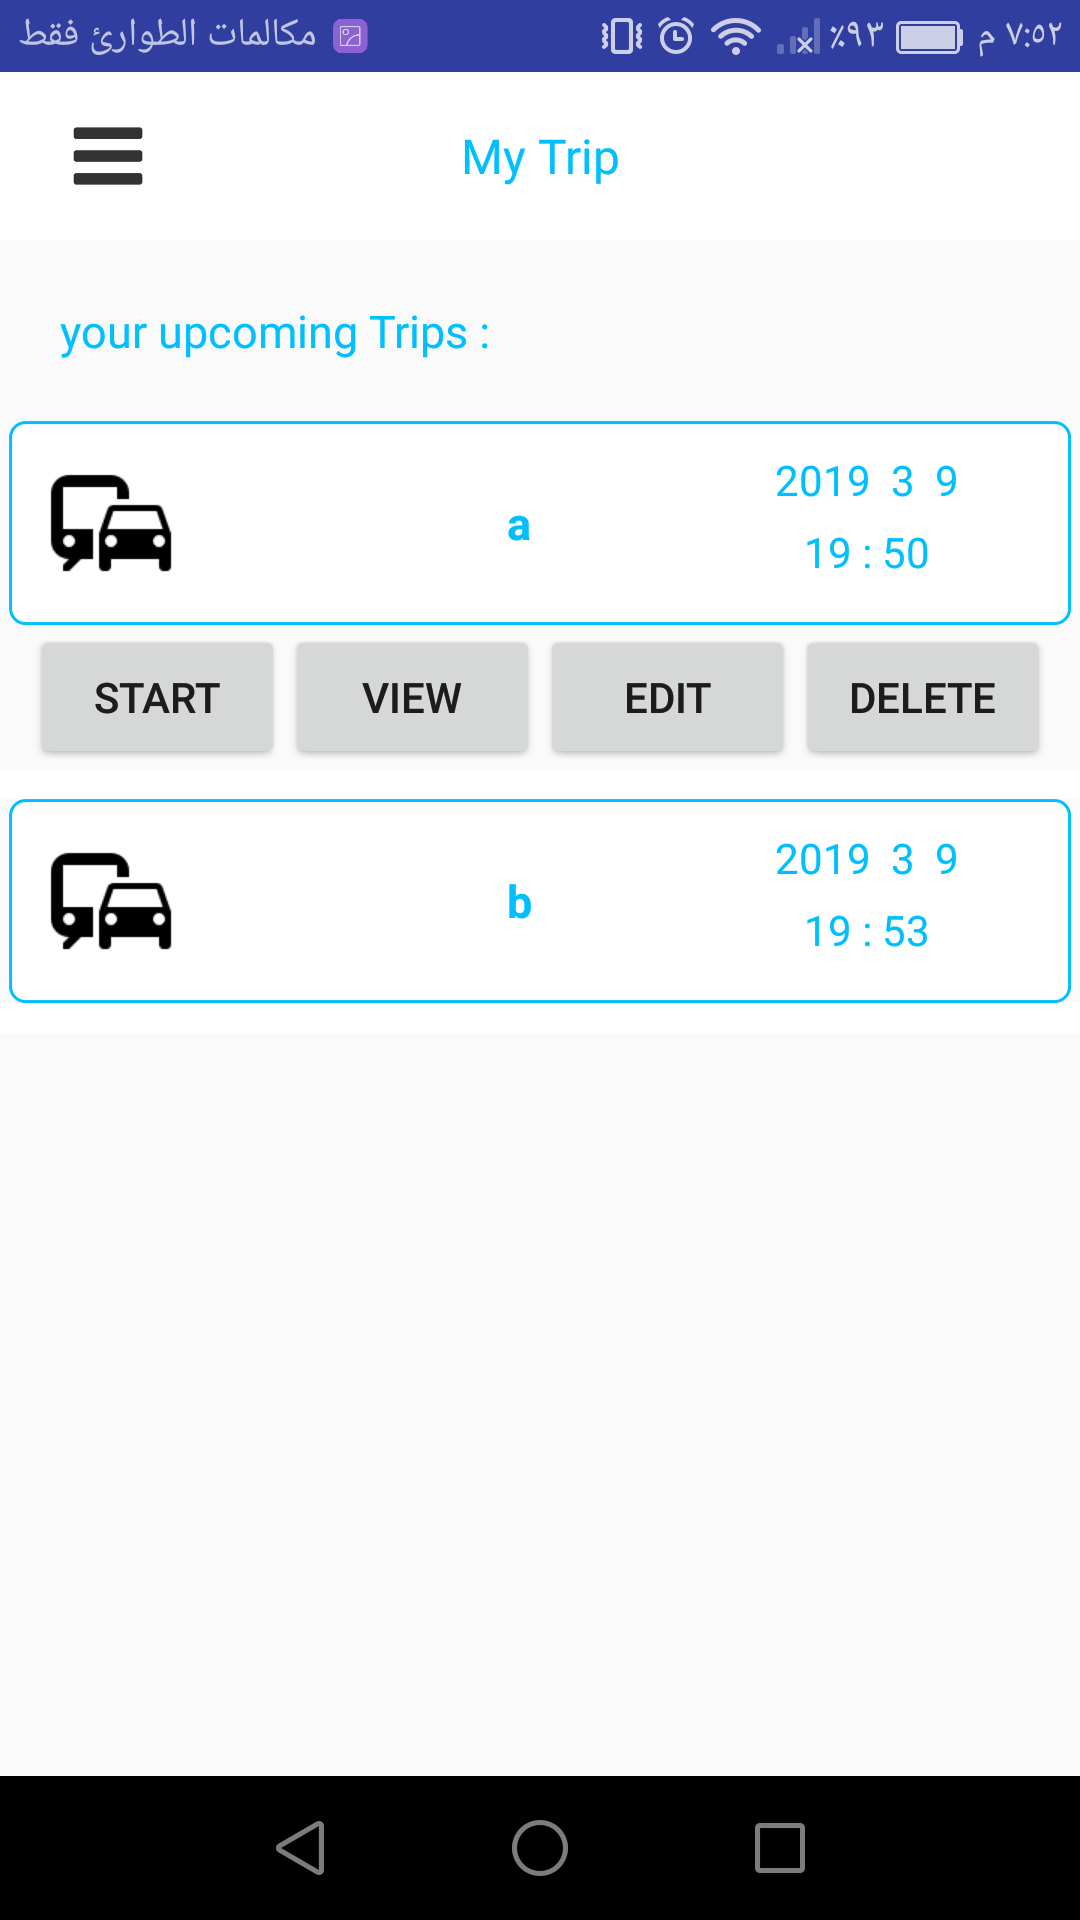 مكالمات الطوارئ فقط
٪٩٣ ٧:٥٢ م
My Trip
your upcoming Trips :
a
2019 3 9
19 : 50
START VIEW EDIT DELETE
b
2019 3 9
19 : 53